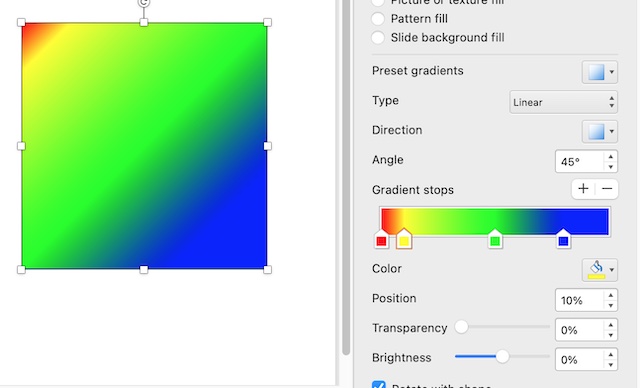 Picture or texture fill
Pattern fill
Slide background fill
Preset gradients
Type
Linear
Direction
Angle
45°
Gradient stops
Color
Position
10%
Transparency
0%
Brightness
0%
Rotate with shape